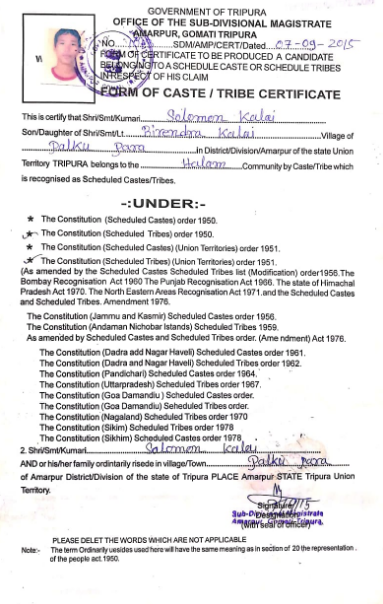 GOVERNMENT OF TRIPURA
OFFICE OF THE SUB-DIVISIONAL MAGISTRATE
AMARPUR, GOMATI TRIPURA
NO. SDM/AMP/CERT/Dated 07-09-2015
FORM OF CERTIFICATE TO BE PRODUCED A CANDIDATE
BELONGING TO A SCHEDULE CASTE OR SCHEDULE TRIBES
IN RESPECT OF HIS CLAIM
FORM OF CASTE / TRIBE CERTIFICATE
This is certify that Shri/Smt/Kumari Solomon Kalai
Son/Daughter of Shri/Smt/Lt. Birendra Kalai Village of
Dalku Para In District/Division/Amarpur of the state Union
Territory TRIPURA belongs to the Halam Community by Caste/Tribe which
is recognised as Scheduled Castes/Tribes.
-:UNDER:-
* The Constitution (Scheduled Castes) order 1950.
* The Constitution (Scheduled Tribes) order 1950.
* The Constitution (Scheduled Castes) (Union Territories) order 1951.
* The Constitution (Scheduled Tribes) (Union Territories) order 1951.
(As amended by the Scheduled Castes Scheduled Tribes list (Modification) order1956.The
Bombay Recognisation Act 1960 The Punjab Recognisation Act 1966. The state of Himachal
Pradesh Act 1970. The North Eastern Areas Recognisation Act 1971.and the Scheduled Castes
and Scheduled Tribes. Amendment 1976.
The Constitution (Jammu and Kasmir) Scheduled Castes order 1956.
The Constitution (Andaman Nichobar Istands) Scheduled Tribes 1959.
As amended by Scheduled Castes and Scheduled Tribes order. (Ame ndment) Act 1976.
The Constitution (Dadra add Nagar Haveli) Scheduled Castes order 1961.
The Constitution (Dadra and Nagar Haveli) Scheduled Tribes order 1962.
The Constitution (Pandichari) Scheduled Castes order 1964.
The Constitution (Uttarpradesh) Scheduled Tribes order 1967.
The Constitution (Goa Damandiu ) Scheduled Castes order.
The Constitution (Goa Damandiu) Seheduled Tribes order.
The Constitution (Nagaland) Scheduled Tribes order 1970
The Constitution (Sikim) Scheduled Tribes order 1978
The Constitution (Sikhim) Scheduled Castes order 1978
2. Shri/Smt/Kumari Solomon Kalai
AND or his/her family ordintarily risede in village/Town Dalku para
of Amarpur District/Division of the state of Tripura PLACE Amarpur STATE Tripura Union
Territory.
Signature
Sub-Divisional Magistrate
Designation
Amarpur, Gomati Tripura,
(with seal of officer)
PLEASE DELET THE WORDS WHICH ARE NOT APPLICABLE
Note:- The term Ordinarily uesides used here will have the same meaning as in section of 20 the representation .
of the people act.1950.